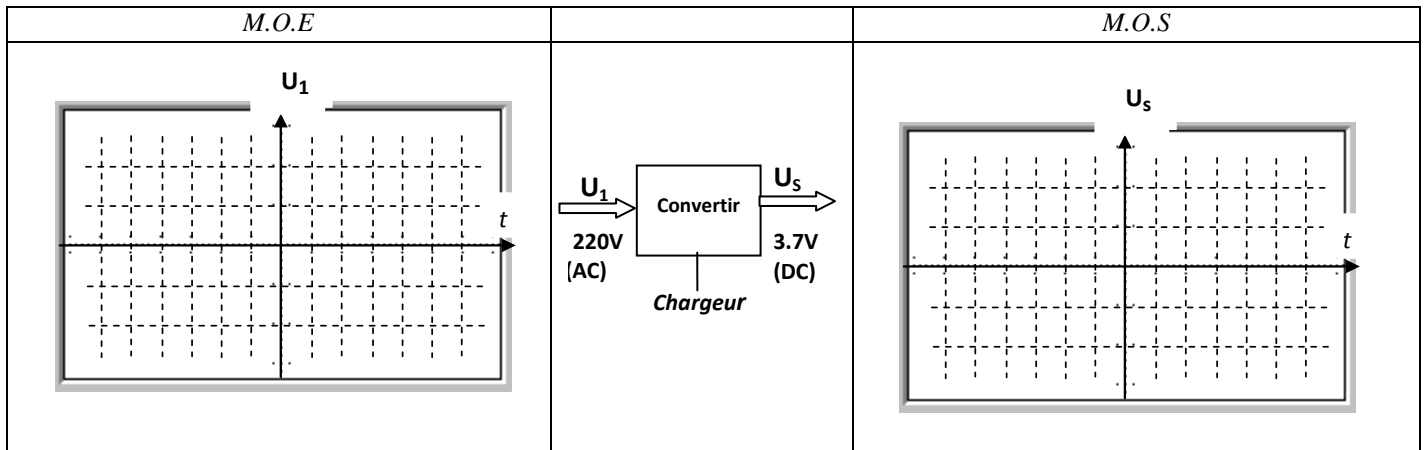 M.O.E
M.O.S
U₁
t
U₁
220V
(AC)
Convertir
Chargeur
Uₛ
3.7V
(DC)
Uₛ
t